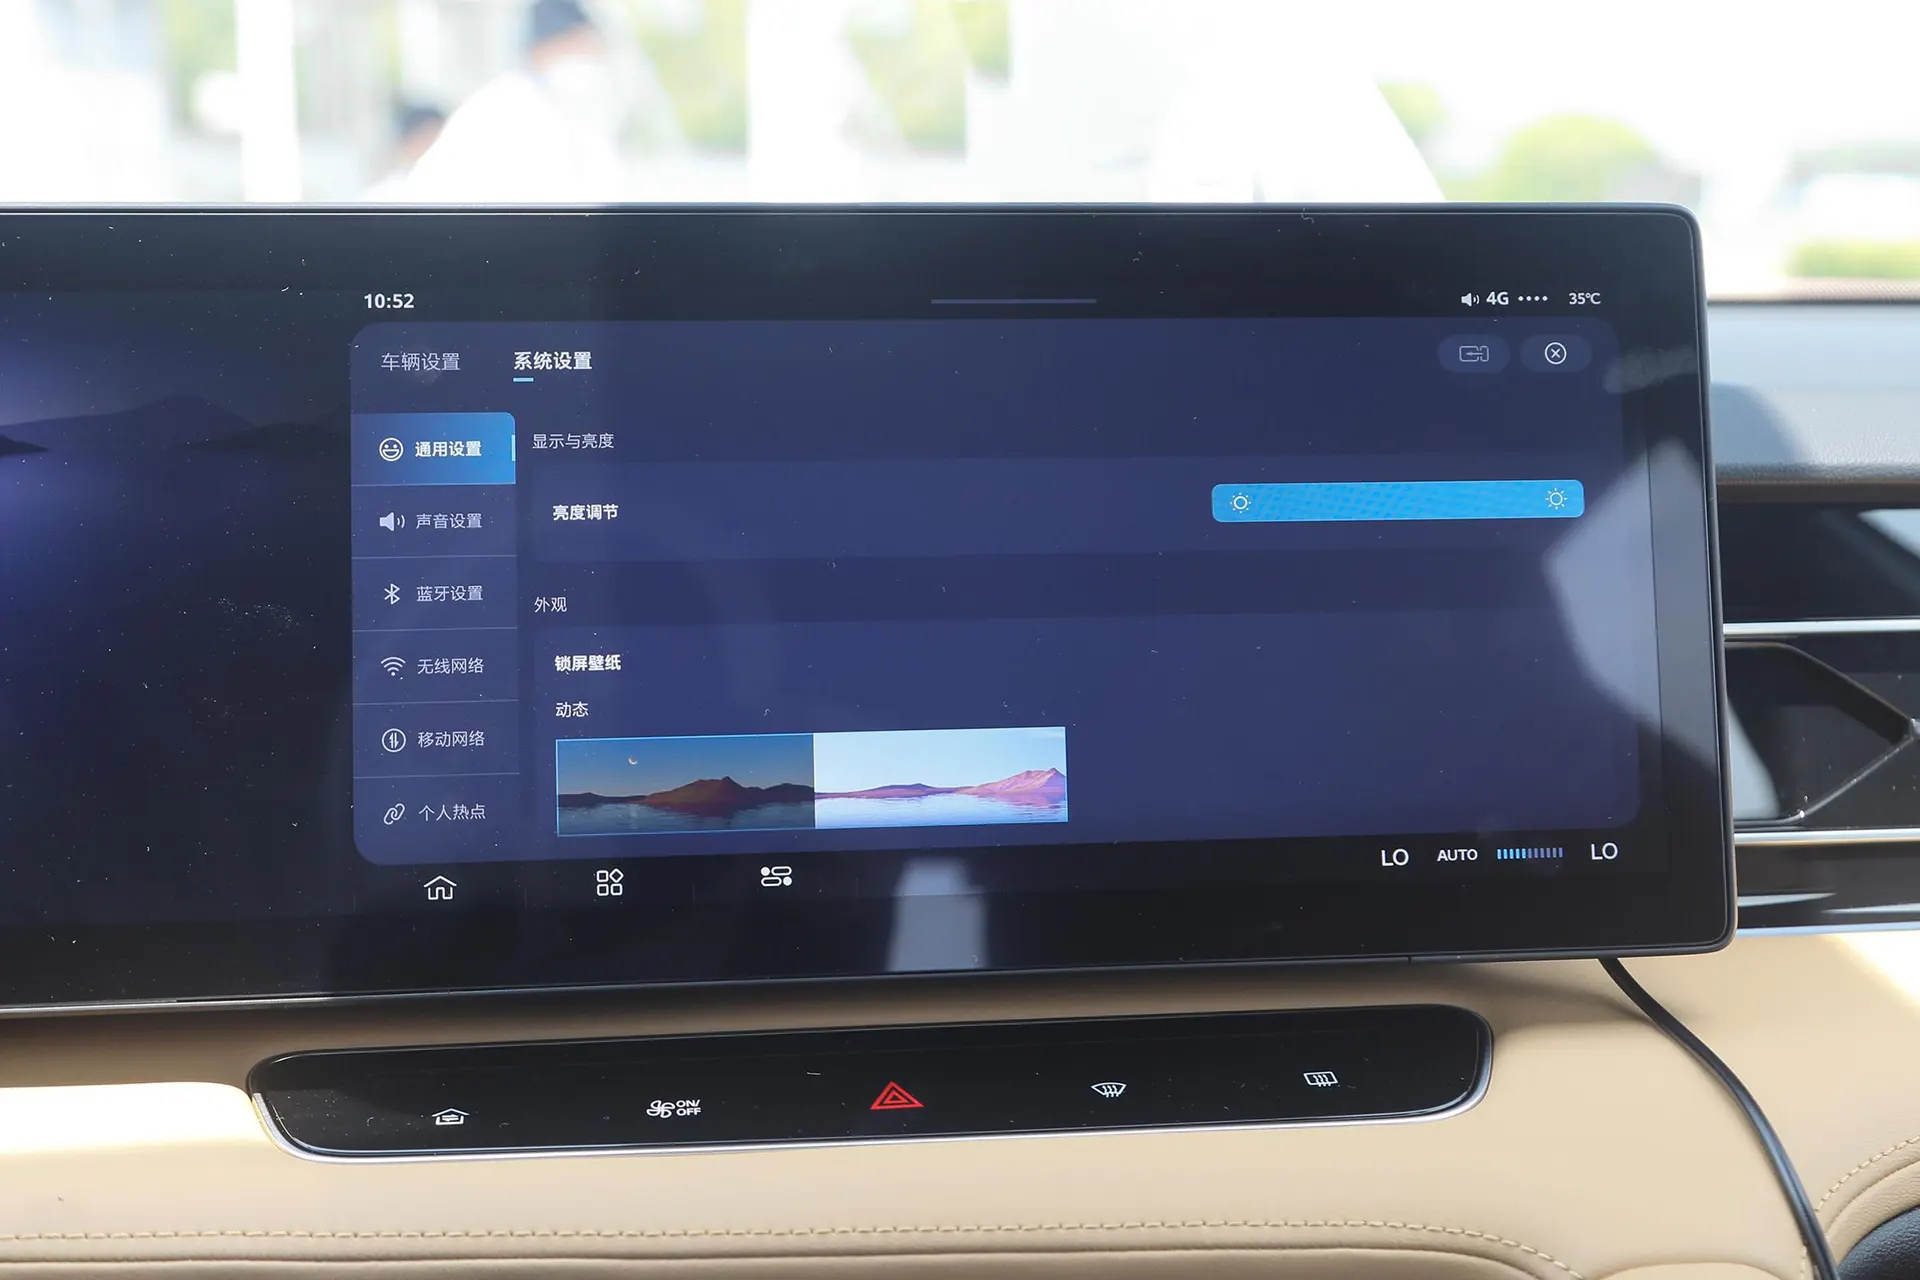 10:52
4G
35℃
车辆设置
系统设置
通用设置
声音设置
蓝牙设置
无线网络
移动网络
个人热点
显示与亮度
亮度调节
外观
锁屏壁纸
动态
LO
AUTO
LO
ON/
OFF